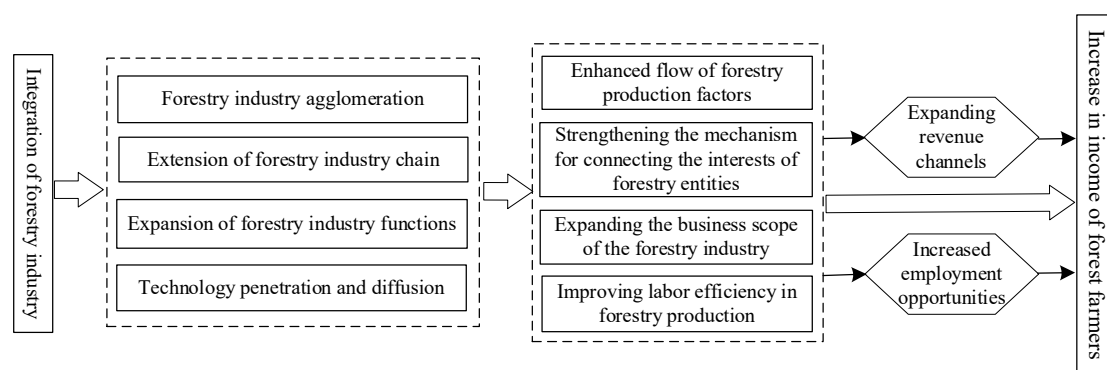 Integration of forestry industry
Forestry industry agglomeration
Extension of forestry industry chain
Expansion of forestry industry functions
Technology penetration and diffusion
Enhanced flow of forestry
production factors
Strengthening the mechanism
for connecting the interests of
forestry entities
Expanding the business scope
of the forestry industry
Improving labor efficiency in
forestry production
Expanding
revenue
channels
Increased
employment
opportunities
Increase in income of forest farmers